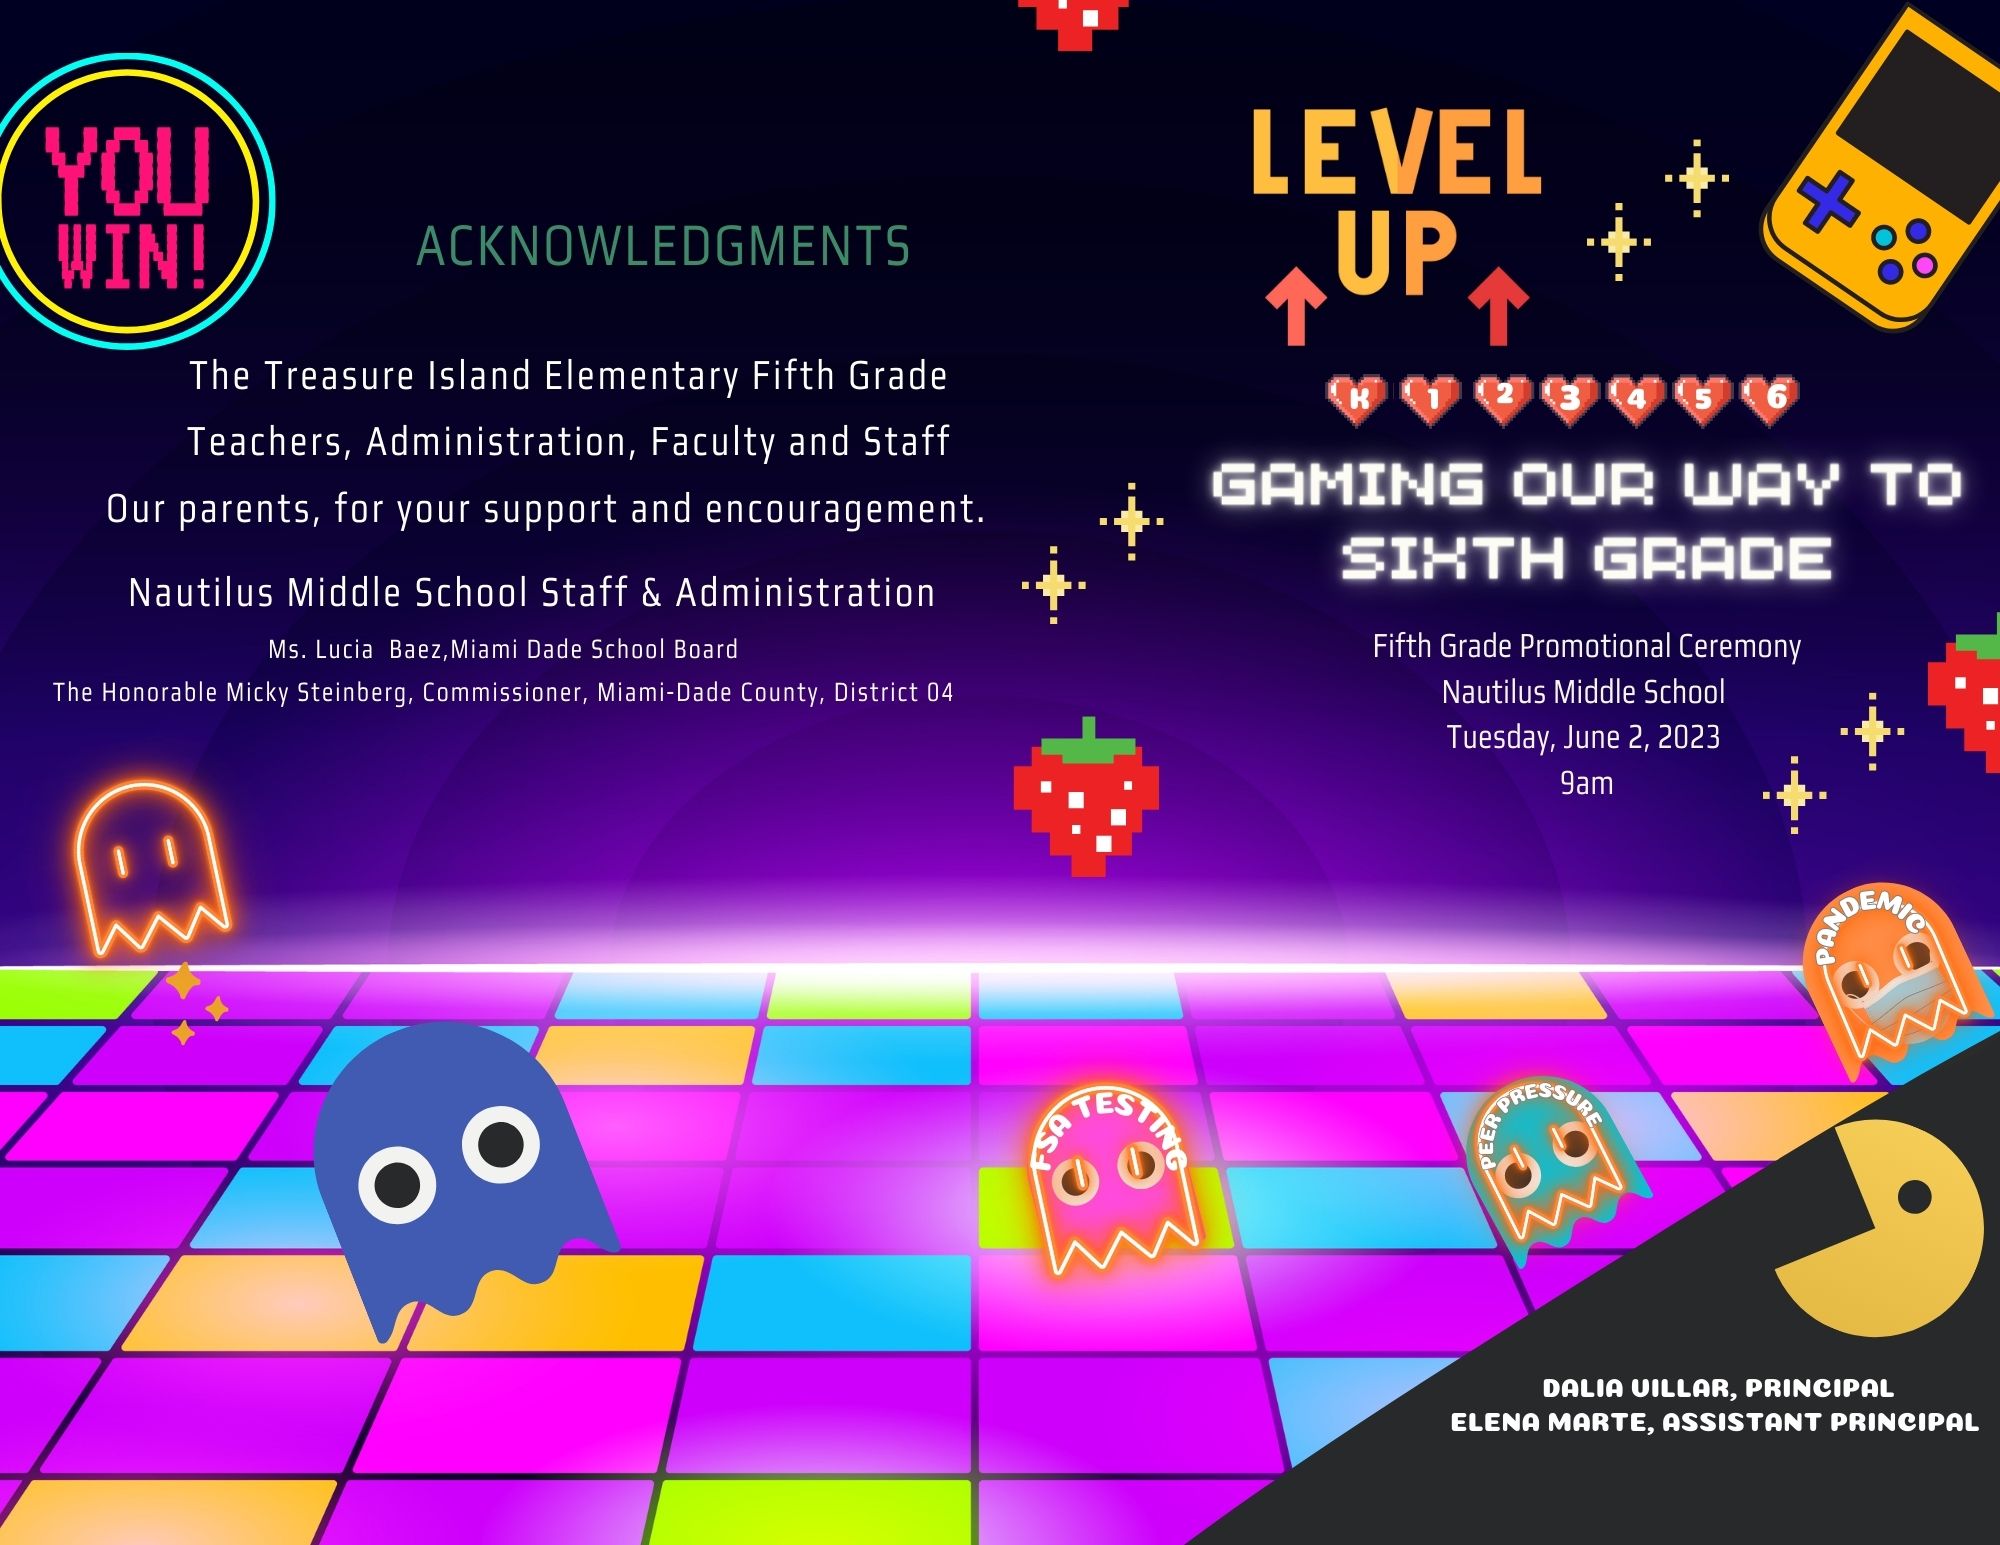 YOU
WIN!
ACKNOWLEDGMENTS
The Treasure Island Elementary Fifth Grade
Teachers, Administration, Faculty and Staff
Our parents, for your support and encouragement.
Nautilus Middle School Staff & Administration
Ms. Lucia  Baez,Miami Dade School Board
The Honorable Micky Steinberg, Commissioner, Miami-Dade County, District 04
LEVEL
UP
K 1 2 3 4 5 6
GAMING OUR WAY TO
SIXTH GRADE
Fifth Grade Promotional Ceremony
Nautilus Middle School
Tuesday, June 2, 2023
9am
PANDEMIC
PEER PRESSURE
FSA TESTING
DALIA VILLAR, PRINCIPAL
ELENA MARTE, ASSISTANT PRINCIPAL